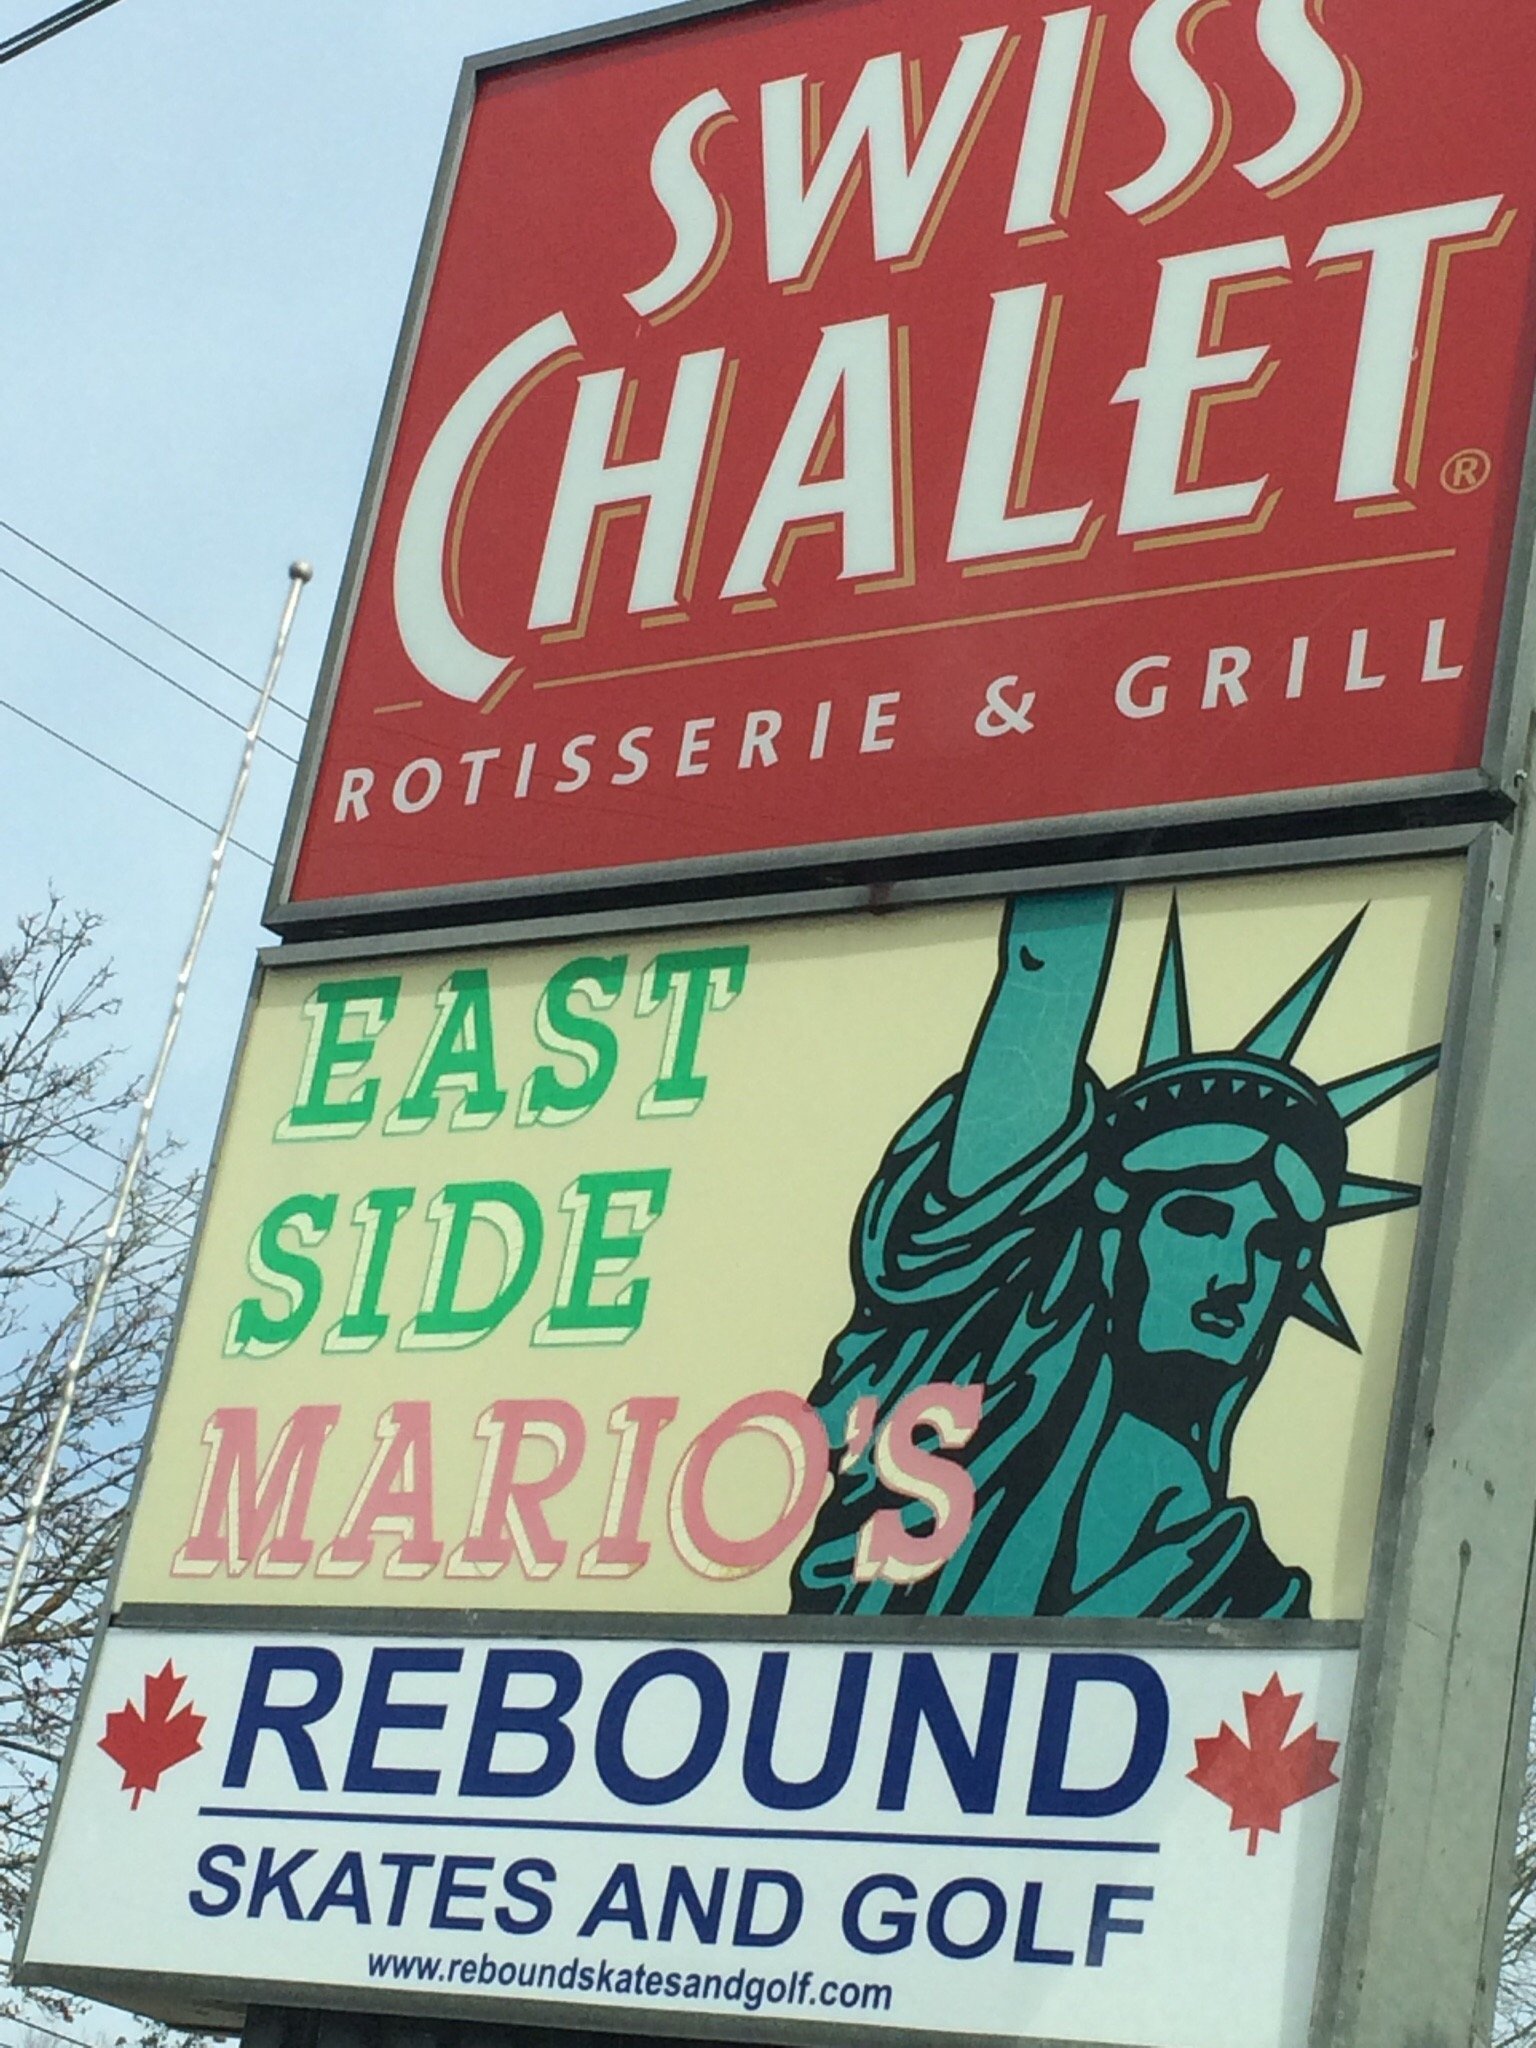 SWISS
CHALET®
ROTISSERIE & GRILL
EAST
SIDE
MARIO'S
REBOUND
SKATES AND GOLF
www.reboundskatesandgolf.com